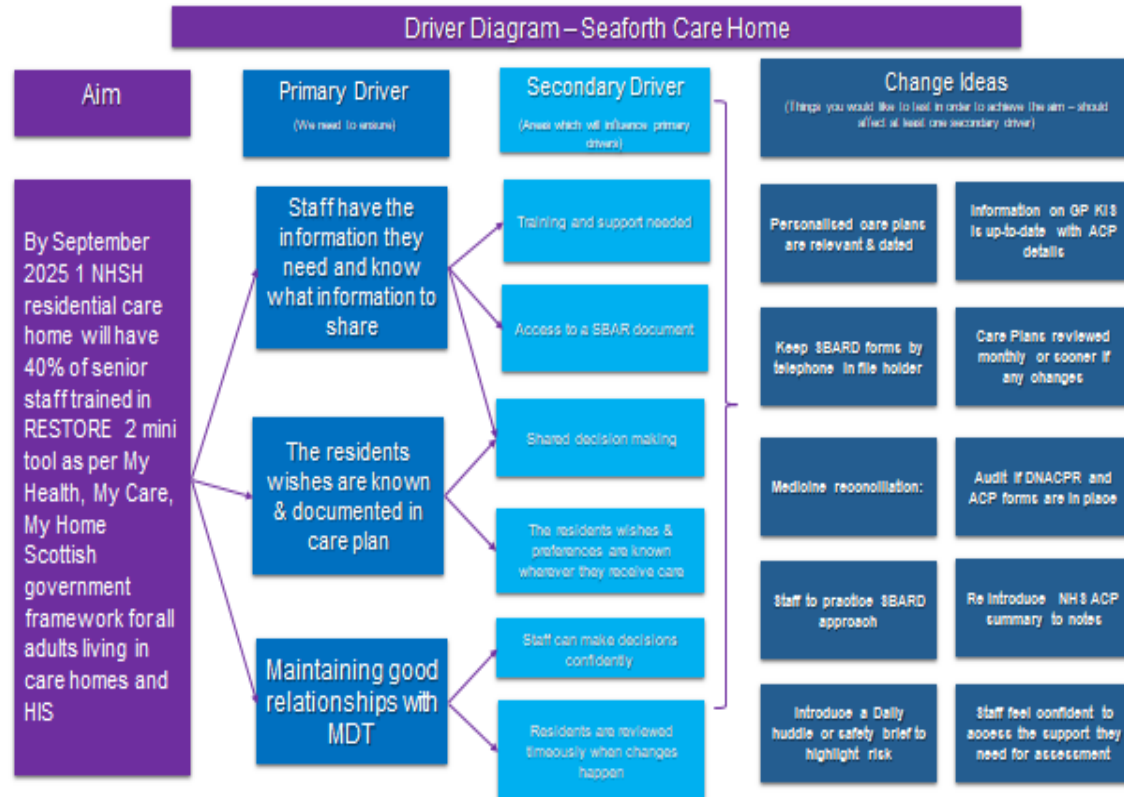 Driver Diagram – Seaforth Care Home
Aim
By September
2025 1 NHSH
residential care
home will have
40% of senior
staff trained in
RESTORE 2 mini
tool as per My
Health, My Care,
My Home
Scottish
government
framework for all
adults living in
care homes and
HIS
Primary Driver
(We need to ensure)
Staff have the
information they
need and know
what information to
share
The residents
wishes are known
& documented in
care plan
Maintaining good
relationships with
MDT
Secondary Driver
(Areas which will influence primary
drivers)
Training and support needed
Access to a SBAR document
Shared decision making
The residents wishes &
preferences are known
wherever they receive care
Staff can make decisions
confidently
Residents are reviewed
timeously when changes
happen
Change Ideas
(Things you would like to test in order to achieve the aim – should
affect at least one secondary driver)
Personalised care plans
are relevant & dated
Information on GP KIS
is up-to-date with ACP
details
Keep SBARD forms by
telephone in file holder
Care Plans reviewed
monthly or sooner if
any changes
Medicine reconciliation:
Audit if DNACPR and
ACP forms are in place
Staff to practice SBARD
approach
Re Introduce NHS ACP
summary to notes
Introduce a Daily
huddle or safety brief to
highlight risk
Staff feel confident to
access the support they
need for assessment